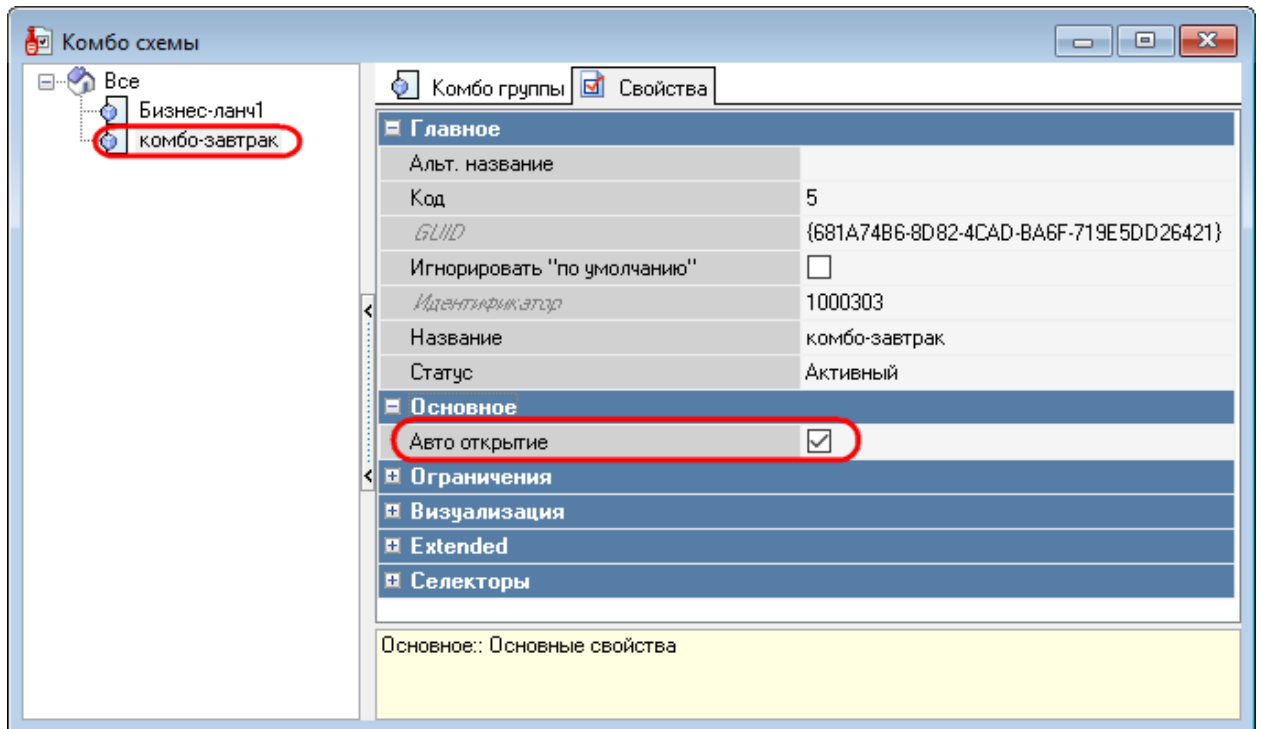 Комбо схемы
Все
Бизнес-ланч1
комбо-завтрак
Комбо группы Свойства
Главное
Альт. название
Код 5
GUID {681A74B6-8D82-4CAD-BA6F-719E5DD26421}
Игнорировать "по умолчанию"
Идентификатор 1000303
Название комбо-завтрак
Статус Активный
Основное
Авто открытие
Ограничения
Визуализация
Extended
Селекторы
Основное:: Основные свойства